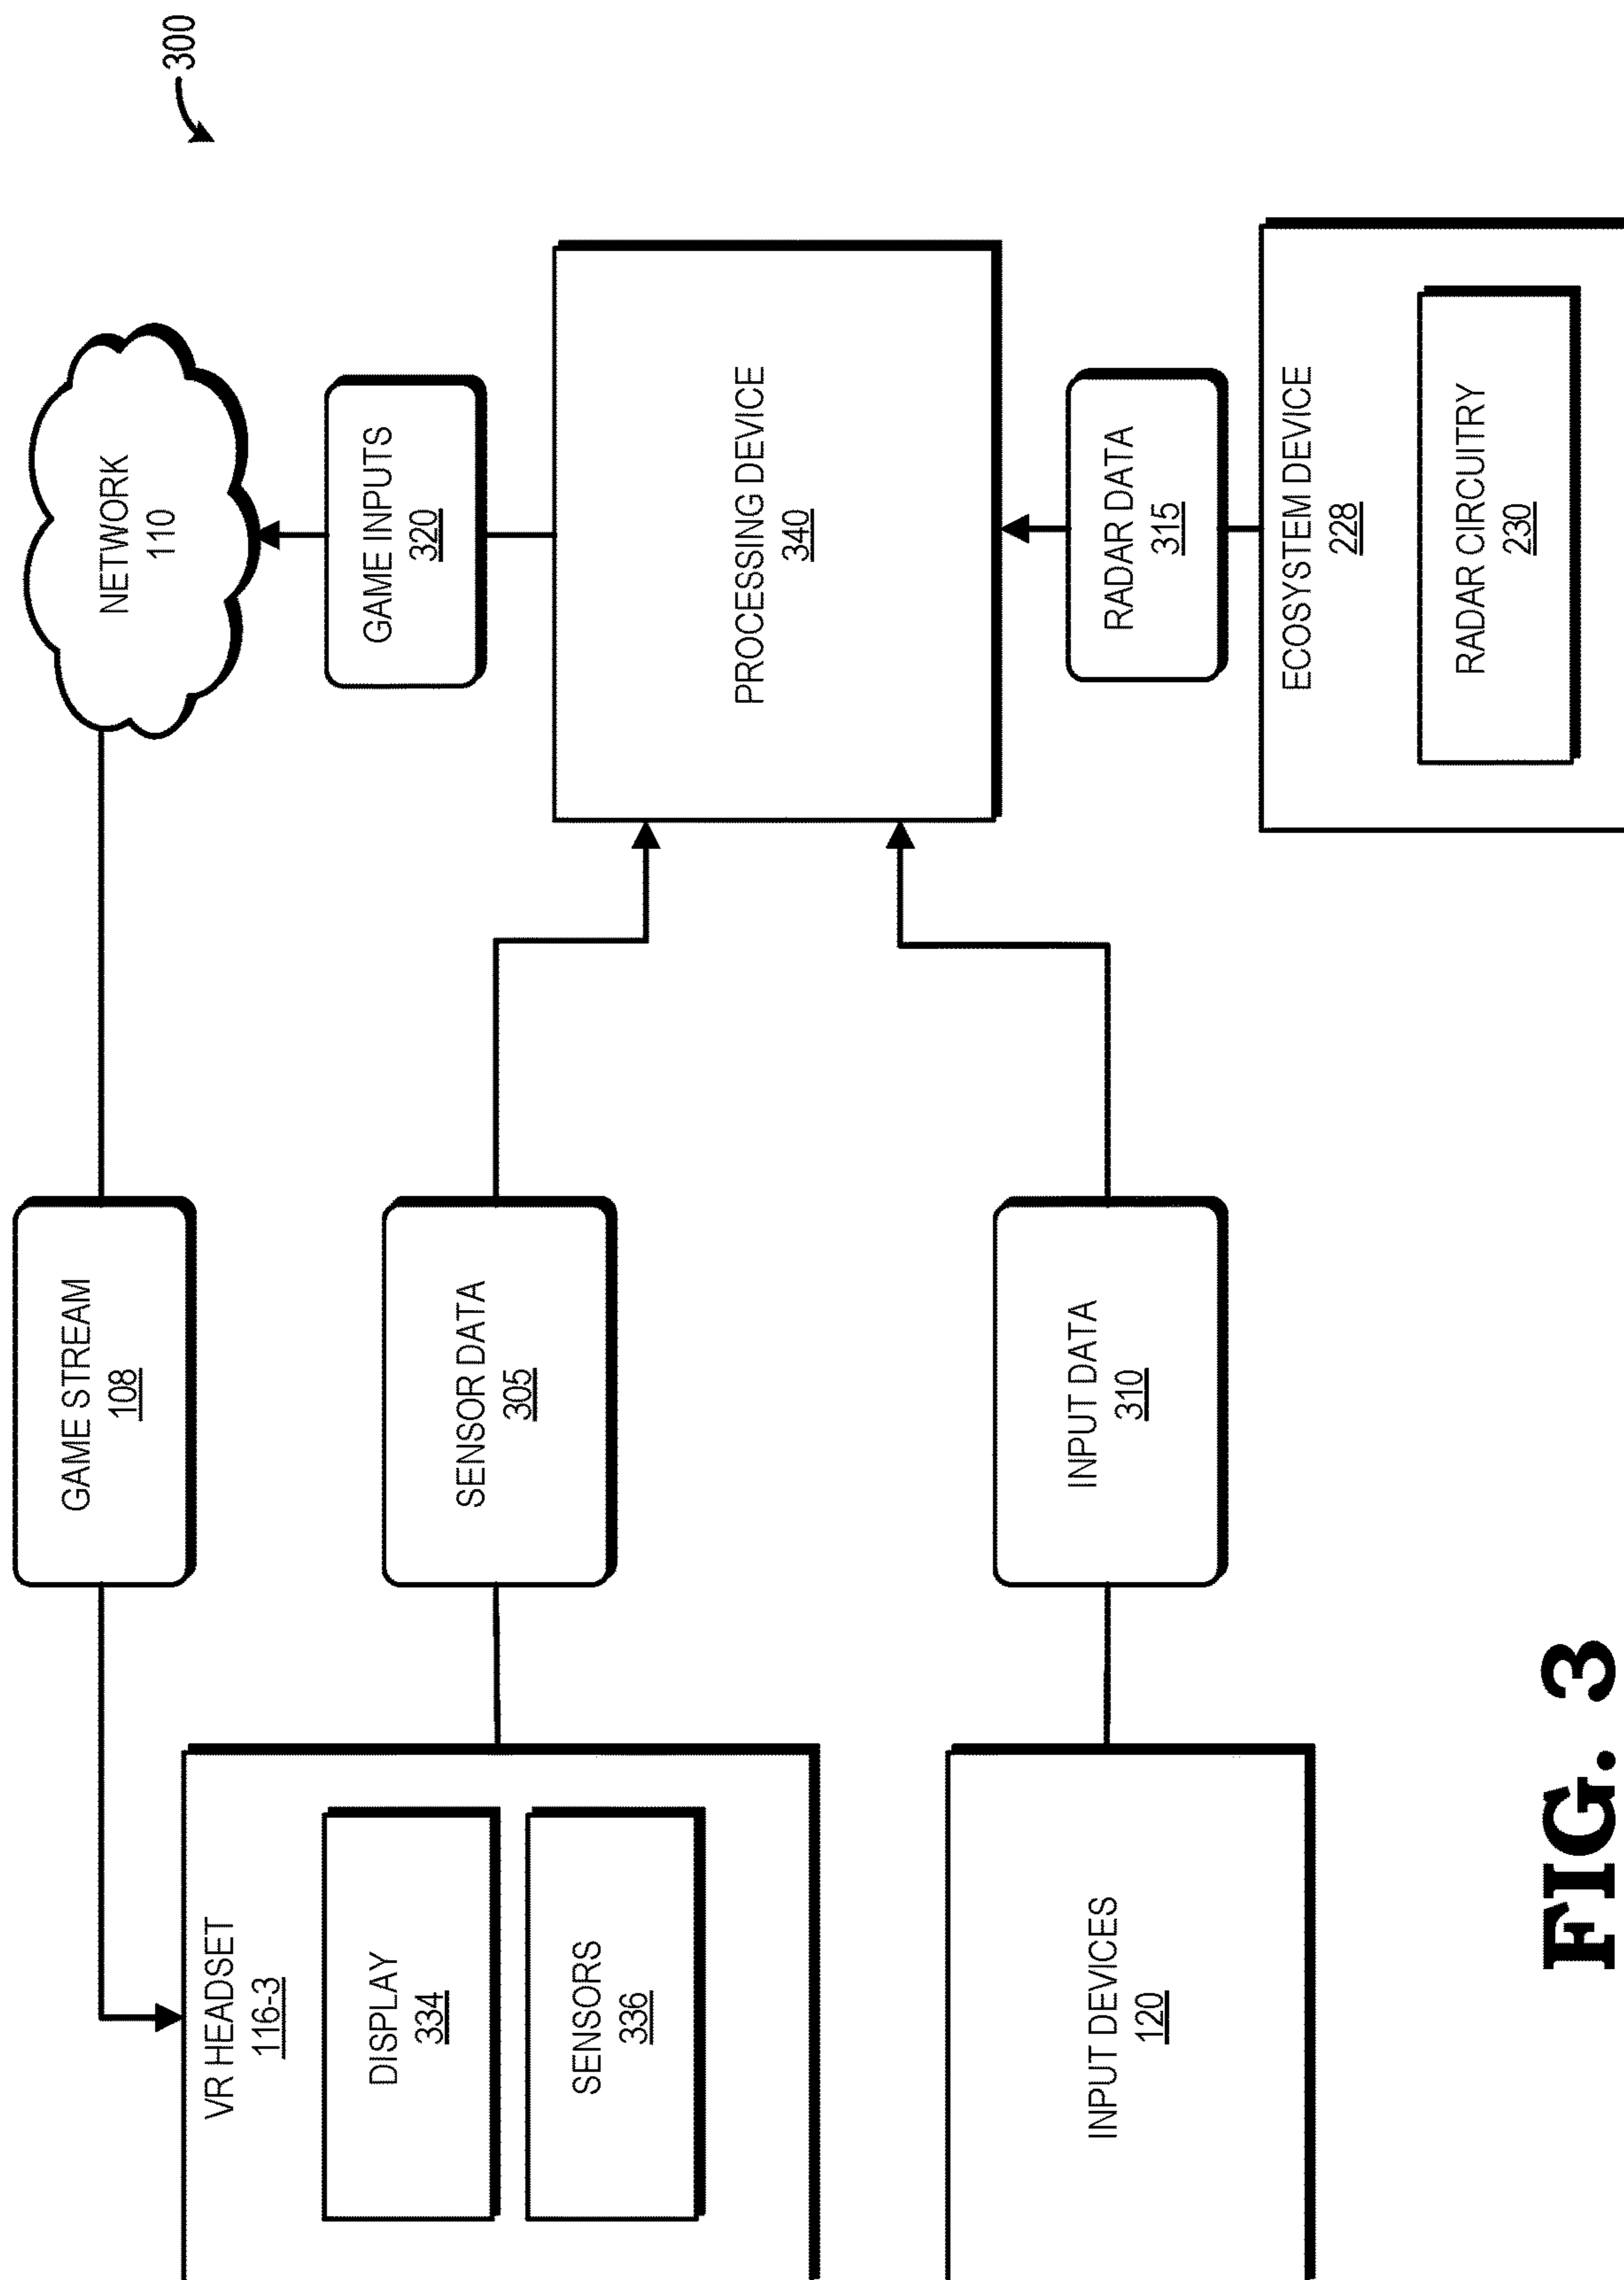 300
GAME STREAM
108
NETWORK
110
VR HEADSET
116-3
DISPLAY
334
SENSORS
336
SENSOR DATA
305
GAME INPUTS
320
PROCESSING DEVICE
340
INPUT DEVICES
120
INPUT DATA
310
RADAR DATA
315
ECOSYSTEM DEVICE
228
RADAR CIRCUITRY
230
FIG. 3